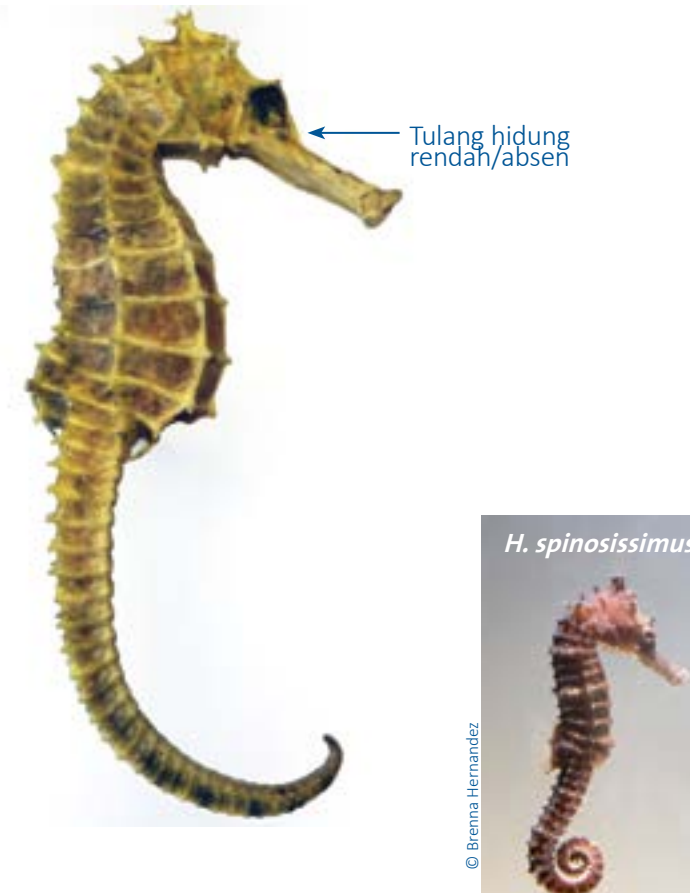 Tulang hidung
rendah/absen
H. spinosissimus
© Brenna Hernandez